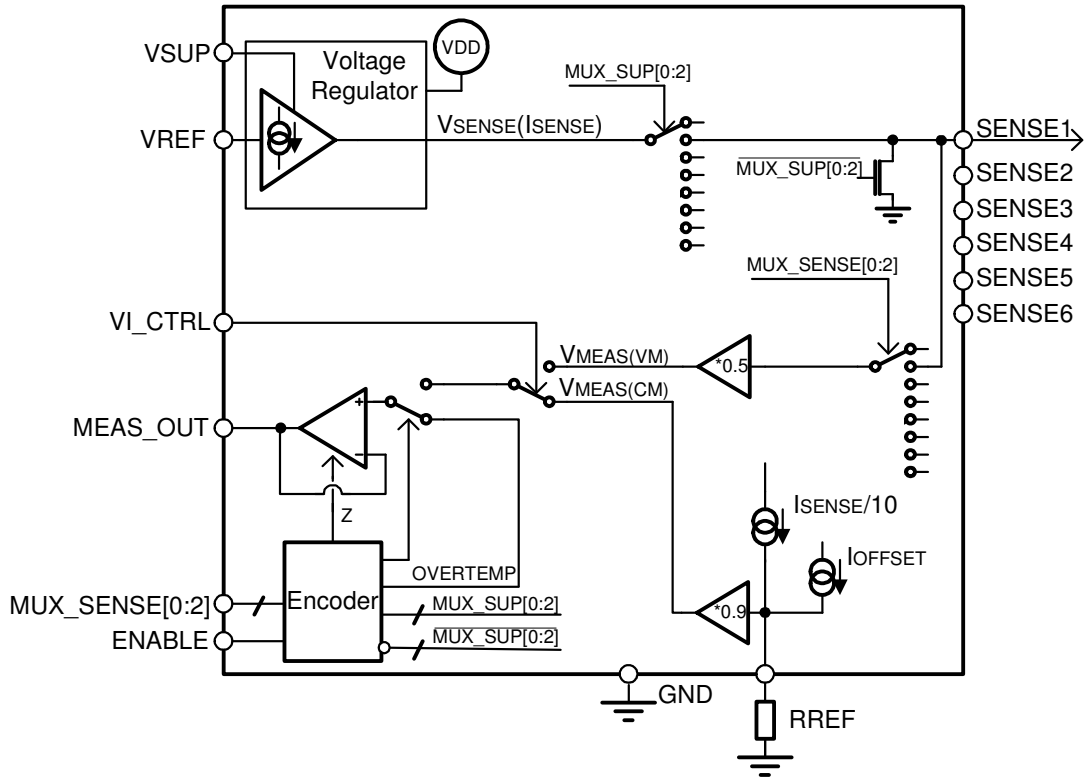 VSUP
Voltage
Regulator
VDD
MUX_SUP[0:2]
VREF
VSENSE(ISENSE)
SENSE1
MUX_SUP[0:2]
SENSE2
SENSE3
SENSE4
SENSE5
SENSE6
MUX_SENSE[0:2]
VI_CTRL
VMEAS(VM)
*0.5
VMEAS(CM)
+
MEAS_OUT
-
Z
ISENSE/10
IOFFSET
OVERTEMP
MUX_SENSE[0:2]
Encoder
MUX_SUP[0:2]
*0.9
ENABLE
MUX_SUP[0:2]
GND
RREF